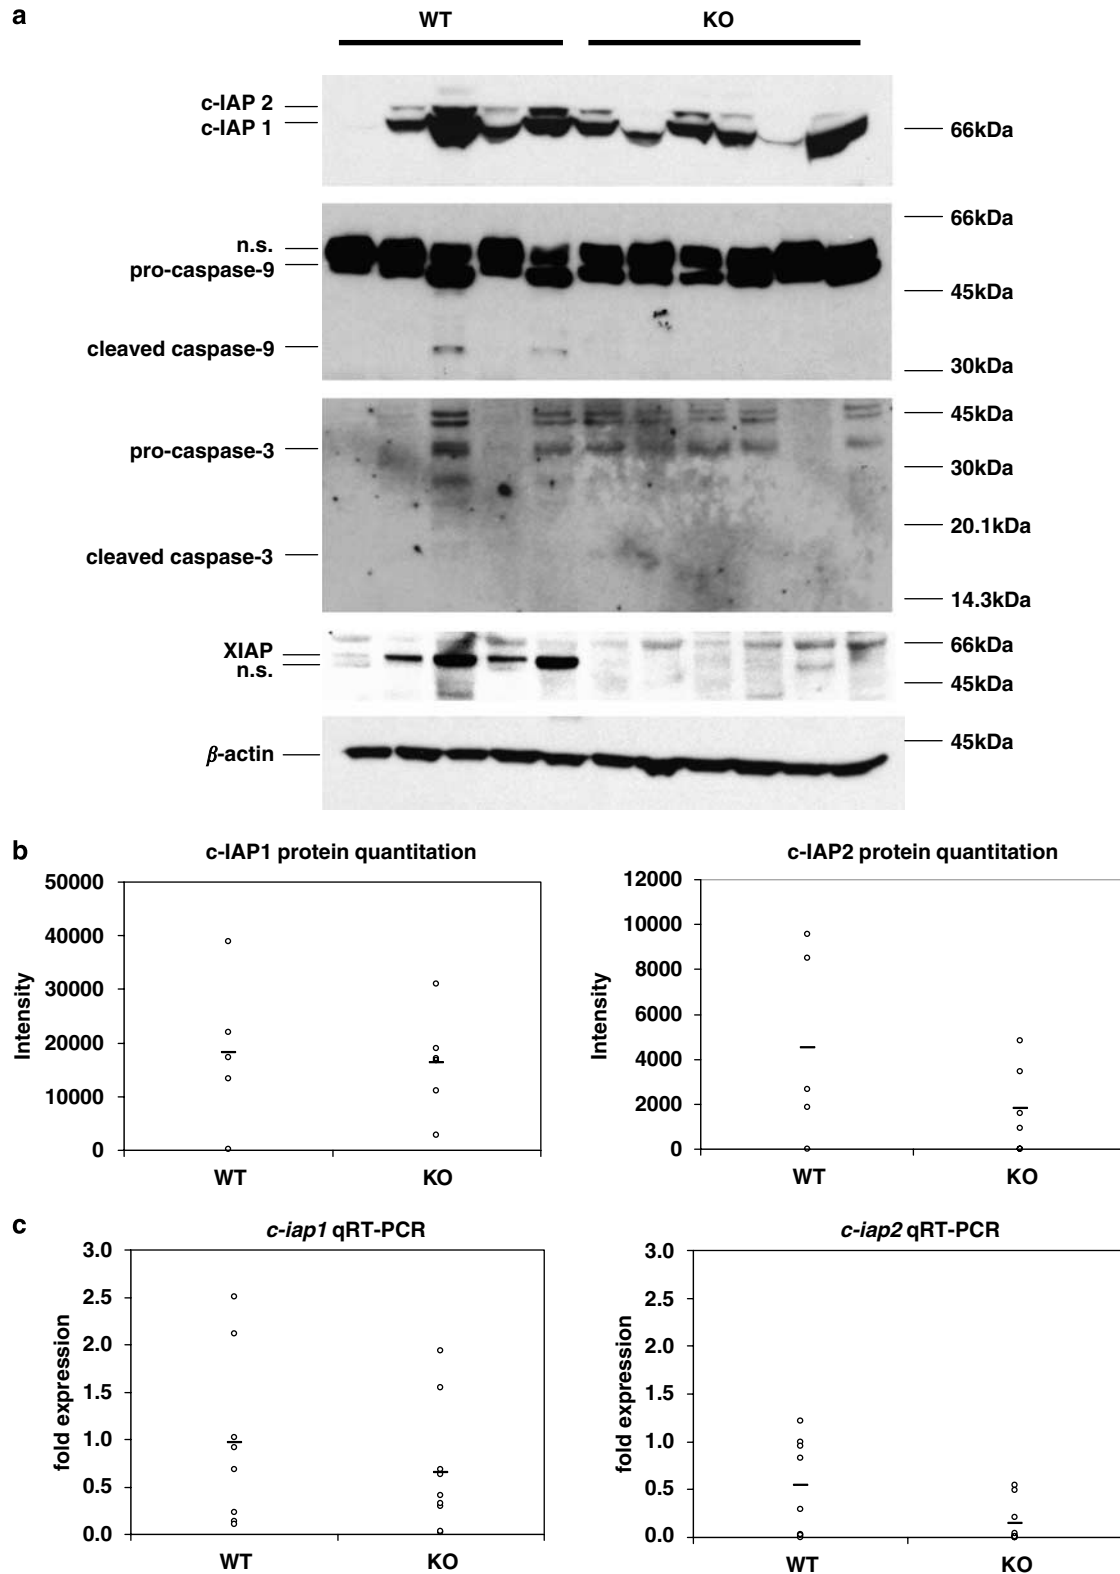 a
WT KO
c-IAP 2
c-IAP 1
66kDa
66kDa
n.s.
pro-caspase-9
45kDa
cleaved caspase-9
30kDa
45kDa
pro-caspase-3
30kDa
20.1kDa
cleaved caspase-3
14.3kDa
XIAP
66kDa
n.s.
45kDa
β-actin
45kDa
b
c-IAP1 protein quantitation
50000
40000
30000
20000
10000
0
Intensity
WT KO
c-IAP2 protein quantitation
12000
10000
8000
6000
4000
2000
0
Intensity
WT KO
c
c-iap1 qRT-PCR
3.0
2.5
2.0
1.5
1.0
0.5
0.0
fold expression
WT KO
c-iap2 qRT-PCR
3.0
2.5
2.0
1.5
1.0
0.5
0.0
fold expression
WT KO